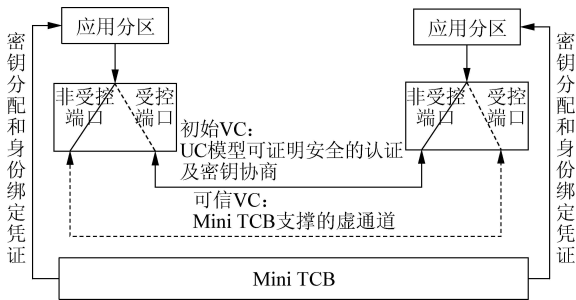 应用分区
应用分区
密钥分配和身份绑定凭证
非受控
端口
受控
端口
非受控
端口
受控
端口
密钥分配和身份绑定凭证
初始VC：
UC模型可证明安全的认证
及密钥协商
可信VC：
Mini TCB支撑的虚通道
Mini TCB